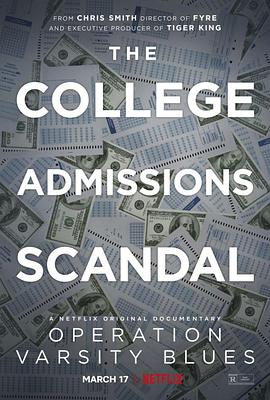 FROM CHRIS SMITH DIRECTOR OF FYRE
AND EXECUTIVE PRODUCER OF TIGER KING
THE
COLLEGE
ADMISSIONS
SCANDAL
A NETFLIX ORIGINAL DOCUMENTARY
OPERATION
VARSITY BLUES
MARCH 17 | NETFLIX
R